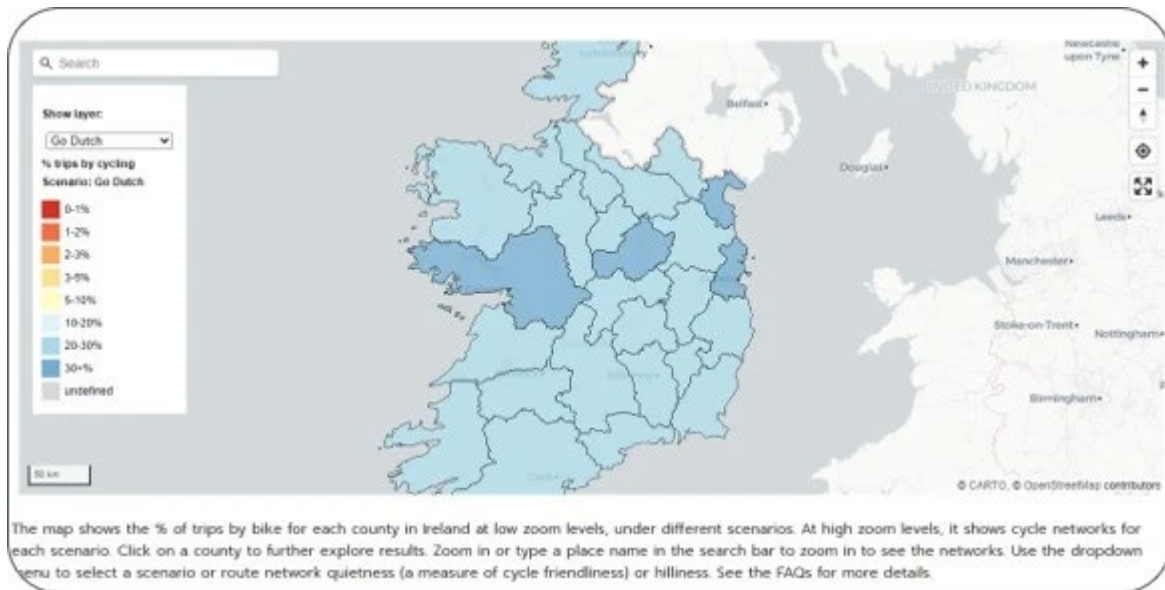 Search
Show layer:
Go Dutch
% trips by cycling
Scenario: Go Dutch
0-1%
1-2%
2-3%
3-5%
5-10%
10-20%
20-30%
30+%
undefined
50 km
Belfast
Newcastle
upon Tyne
UNITED KINGDOM
Douglas
Leeds
Manchester
Stoke-on-Trent
Nottingham
Birmingham
© CARTO, © OpenStreetMap contributors
The map shows the % of trips by bike for each county in Ireland at low zoom levels, under different scenarios. At high zoom levels, it shows cycle networks for
each scenario. Click on a county to further explore results. Zoom in or type a place name in the search bar to zoom in to see the networks. Use the dropdown
menu to select a scenario or route network quietness (a measure of cycle friendliness) or hilliness. See the FAQs for more details.